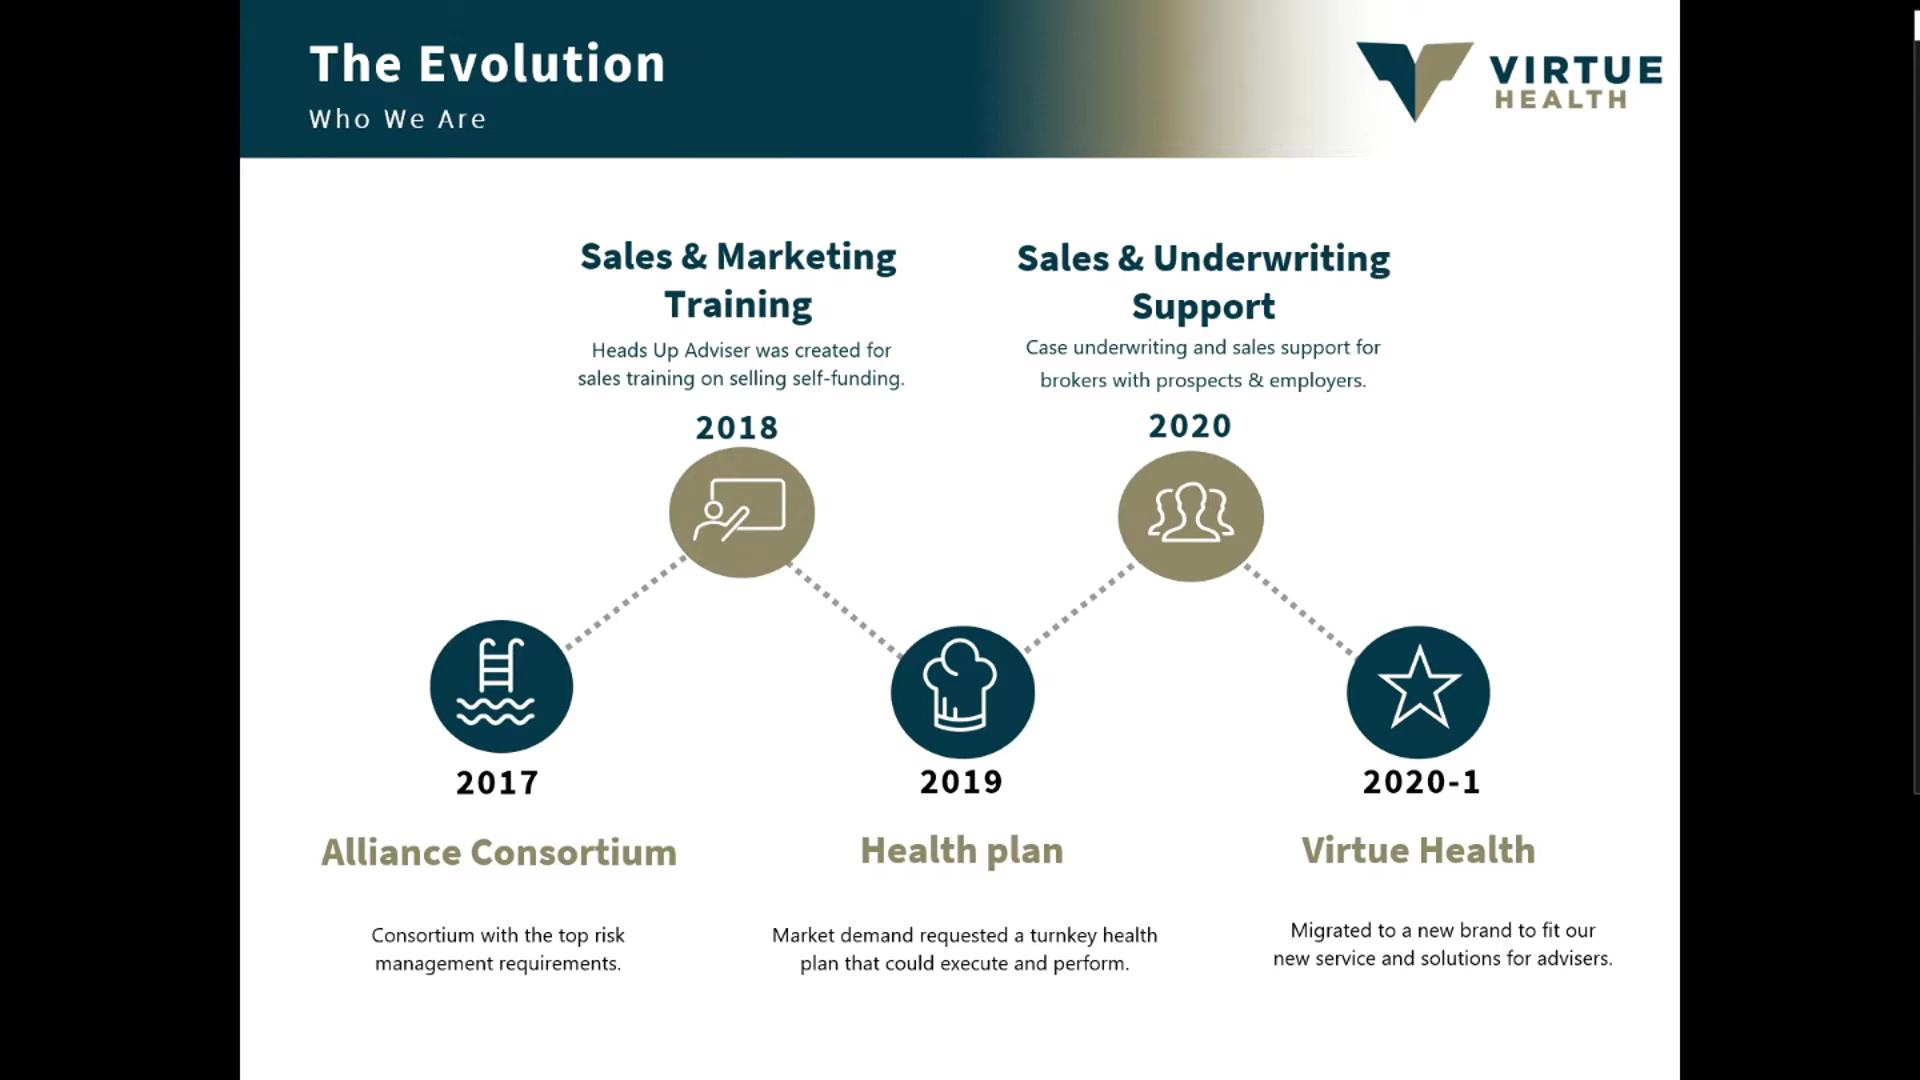 The Evolution
Who We Are
VIRTUE
HEALTH
Sales & Marketing
Training
Heads Up Adviser was created for
sales training on selling self-funding.
2018
Sales & Underwriting
Support
Case underwriting and sales support for
brokers with prospects & employers.
2020
2017
Alliance Consortium
Consortium with the top risk
management requirements.
2019
Health plan
Market demand requested a turnkey health
plan that could execute and perform.
2020-1
Virtue Health
Migrated to a new brand to fit our
new service and solutions for advisers.